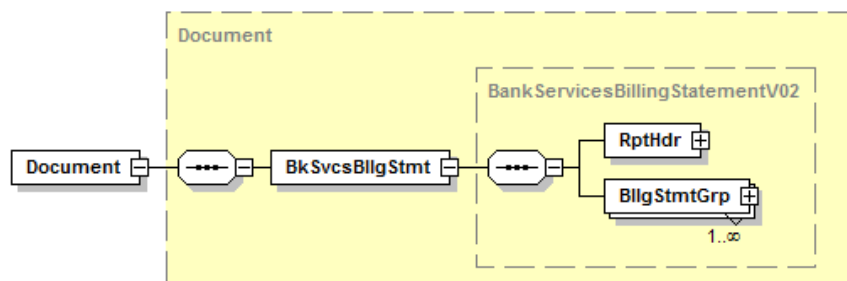 Document
BankServicesBillingStatementV02
RptHdr
Document
BkSvcsBllgStmt
BllgStmtGrp
1..∞